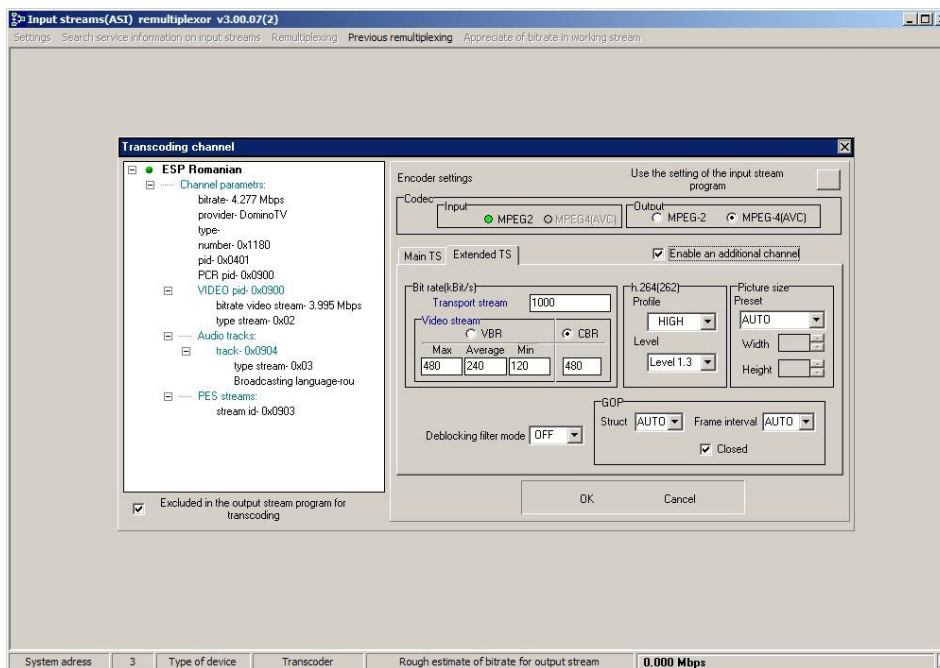 Input streams(ASI) remultiplexor v3.00.07(2)
Settings Search service information on input streams Remultiplexing Previous remultiplexing Appreciate of bitrate in working stream
Transcoding channel
ESP Romanian
Channel parametrs:
bitrate- 4.277 Mbps
provider- DominoTV
type-
number- 0x1180
pid- 0x0401
PCR pid- 0x0900
VIDEO pid- 0x0900
bitrate video stream- 3.995 Mbps
type stream- 0x02
Audio tracks:
track- 0x0904
type stream- 0x03
Broadcasting language-rou
PES streams:
stream id- 0x0903
Excluded in the output stream program for
transcoding
Encoder settings
Use the setting of the input stream
program
Codec
Input
MPEG2 MPEG4(AVC)
Output
MPEG-2 MPEG-4(AVC)
Main TS Extended TS
Enable an additional channel
Bit rate(kBit/s)
Transport stream 1000
Video stream
VBR CBR
Max Average Min
480 240 120 480
h.264(262)
Profile
HIGH
Level
Level 1.3
Picture size
Preset
AUTO
Width
Height
Deblocking filter mode OFF
GOP
Struct AUTO Frame interval AUTO
Closed
OK Cancel
System adress 3 Type of device Transcoder Rough estimate of bitrate for output stream 0.000 Mbps